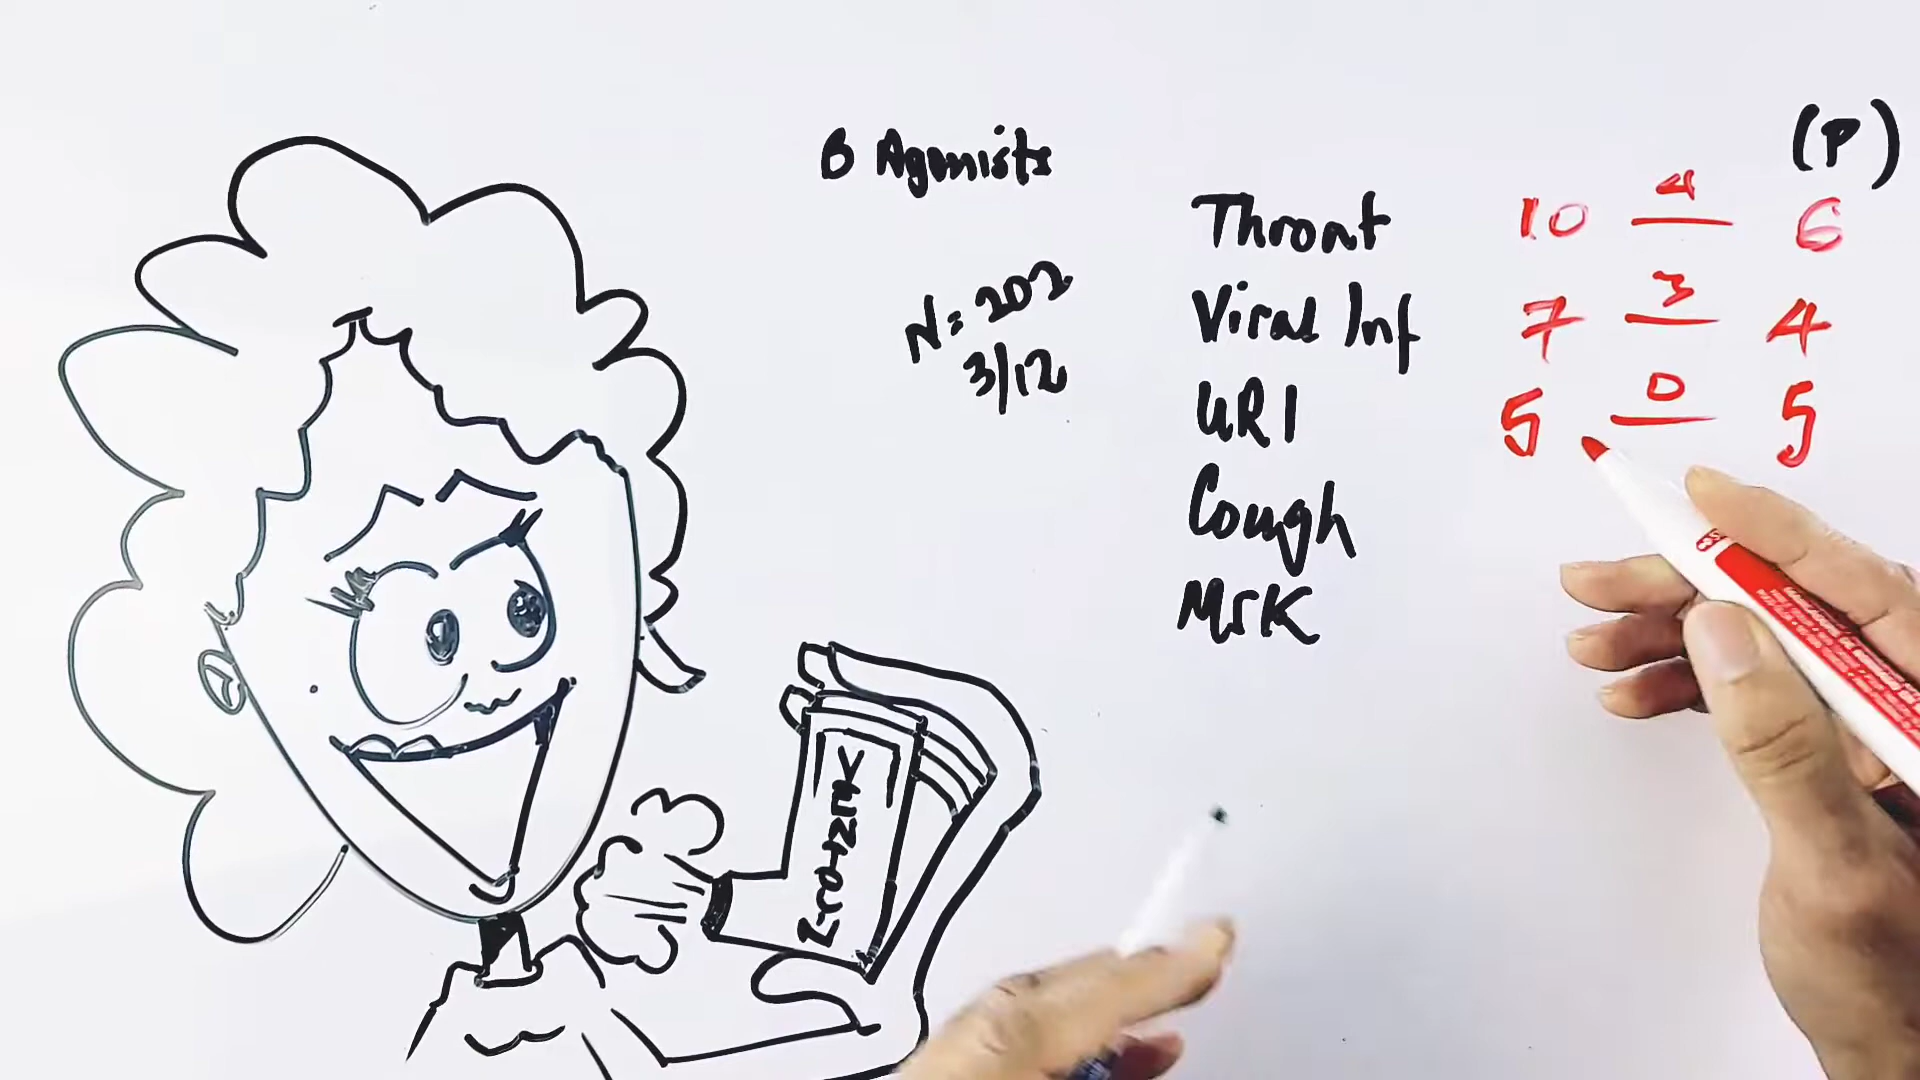 (P)
B Agonists
Throat 10 4 6
N=202
Viral Inf 7 3 4
3/12
URI 5 0 5
Cough
MSK